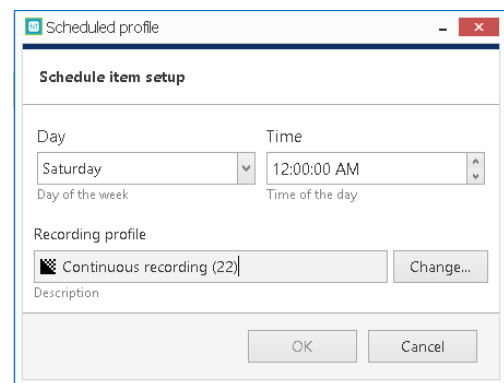 Scheduled profile
Schedule item setup
Day Time
Saturday 12:00:00 AM
Day of the week Time of the day
Recording profile
Continuous recording (22) Change...
Description
OK Cancel